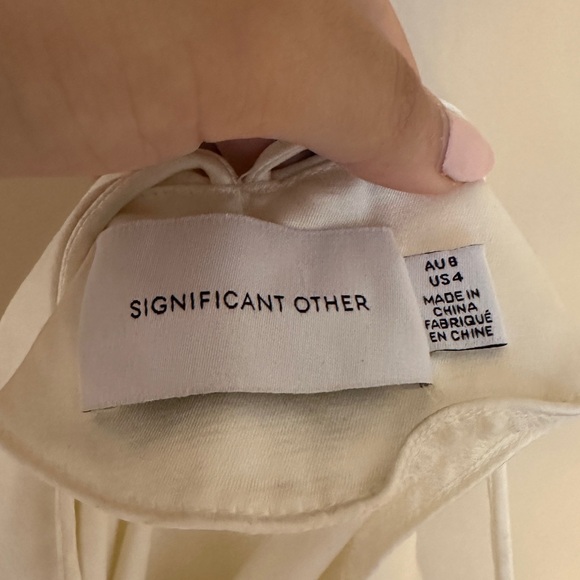 SIGNIFICANT OTHER
AU 8
US 4
MADE IN
CHINA
FABRIQUÉ
EN CHINE